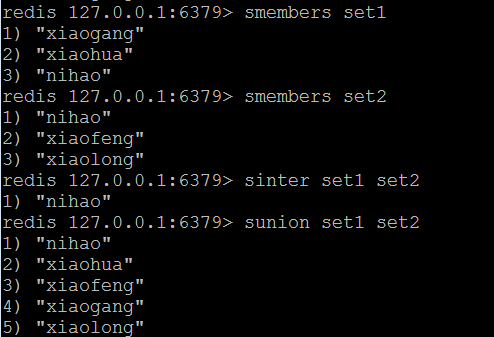 redis 127.0.0.1:6379> smembers set1
1) "xiaogang"
2) "xiaohua"
3) "nihao"
redis 127.0.0.1:6379> smembers set2
1) "nihao"
2) "xiaofeng"
3) "xiaolong"
redis 127.0.0.1:6379> sinter set1 set2
1) "nihao"
redis 127.0.0.1:6379> sunion set1 set2
1) "nihao"
2) "xiaohua"
3) "xiaofeng"
4) "xiaogang"
5) "xiaolong"